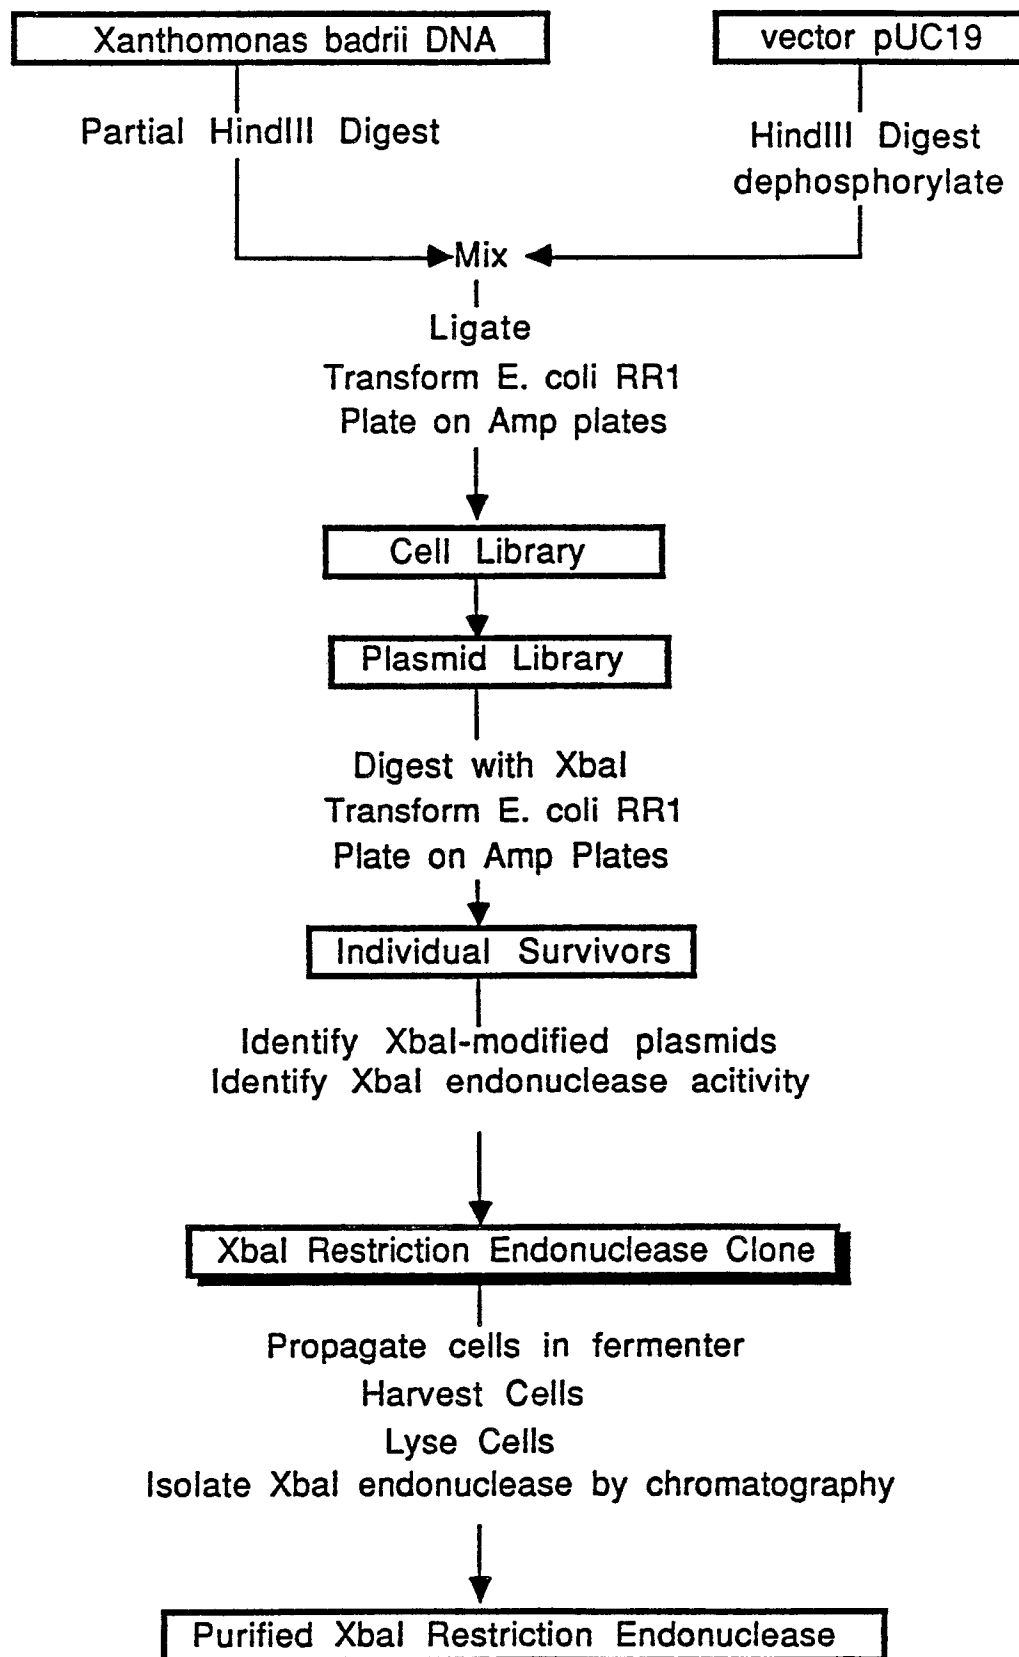 Xanthomonas badrii DNA
vector pUC19
Partial HindIII Digest
HindIII Digest
dephosphorylate
Mix
Ligate
Transform E. coli RR1
Plate on Amp plates
Cell Library
Plasmid Library
Digest with XbaI
Transform E. coli RR1
Plate on Amp Plates
Individual Survivors
Identify XbaI-modified plasmids
Identify XbaI endonuclease acitivity
XbaI Restriction Endonuclease Clone
Propagate cells in fermenter
Harvest Cells
Lyse Cells
Isolate XbaI endonuclease by chromatography
Purified XbaI Restriction Endonuclease